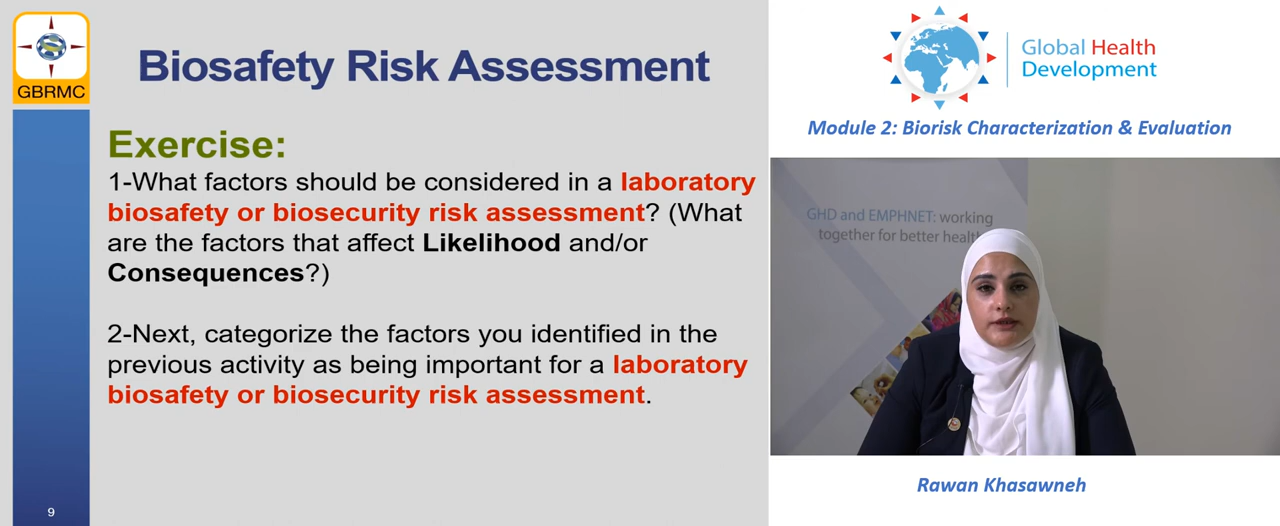 GBRMC
Biosafety Risk Assessment
Exercise:
1-What factors should be considered in a laboratory
biosafety or biosecurity risk assessment? (What
are the factors that affect Likelihood and/or
Consequences?)
2-Next, categorize the factors you identified in the
previous activity as being important for a laboratory
biosafety or biosecurity risk assessment.
9
Global Health
Development
Module 2: Biorisk Characterization & Evaluation
GHD and EMPHNET: working
together for better health
Rawan Khasawneh